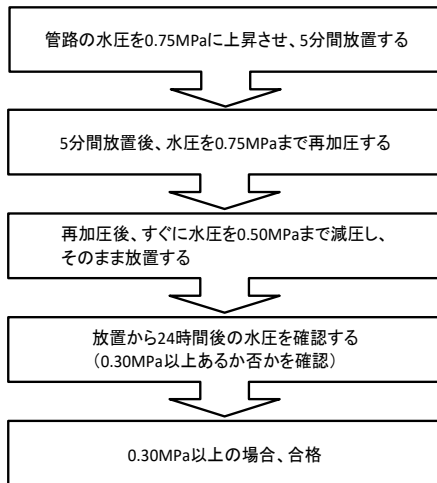 管路の水圧を0.75MPaに上昇させ、5分間放置する
5分間放置後、水圧を0.75MPaまで再加圧する
再加圧後、すぐに水圧を0.50MPaまで減圧し、
そのまま放置する
放置から24時間後の水圧を確認する
（0.30MPa以上あるか否かを確認）
0.30MPa以上の場合、合格